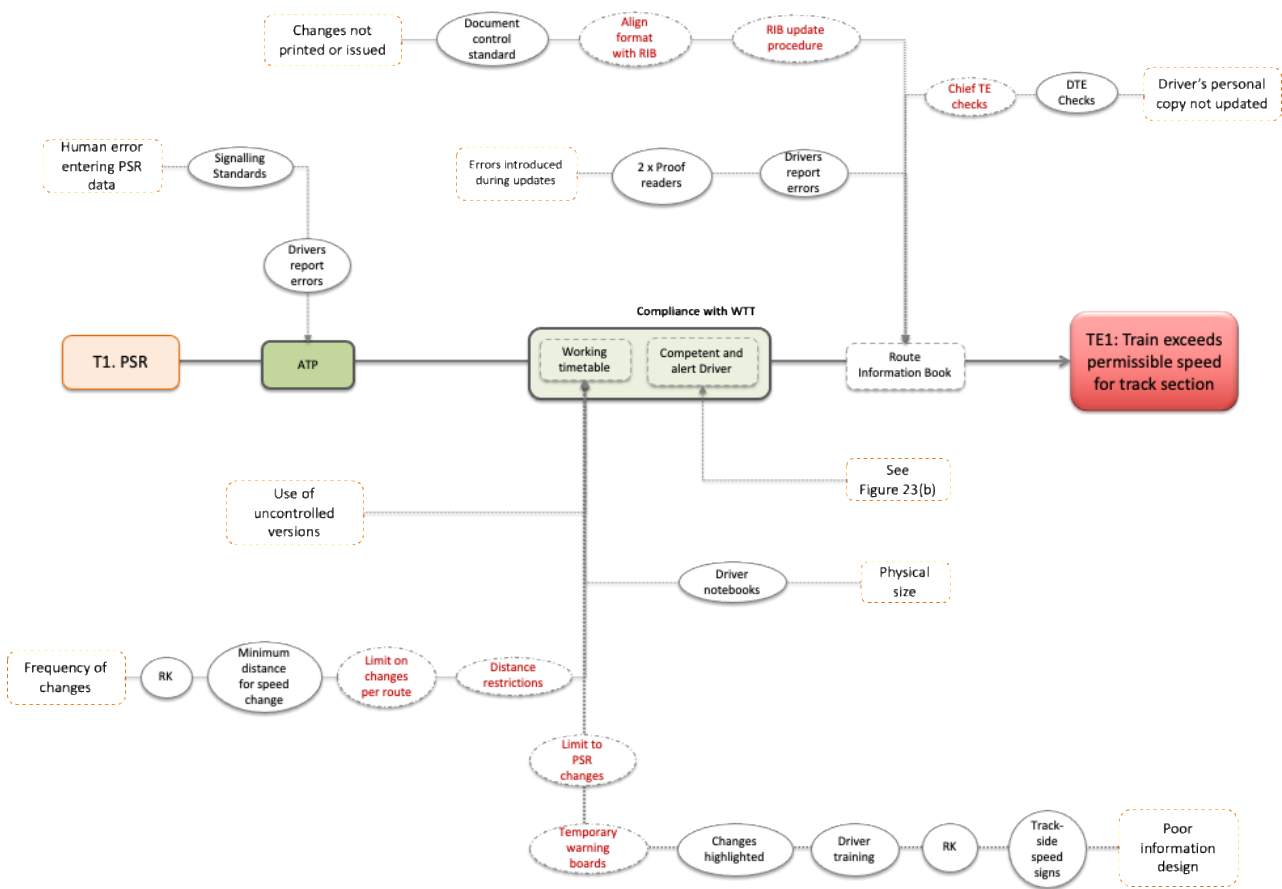 Changes not
printed or issued
Document
control
standard
Align
format
with RIB
RIB update
procedure
Chief TE
checks
DTE
Checks
Driver's personal
copy not updated
Human error
entering PSR
data
Signalling
Standards
Errors introduced
during updates
2 x Proof
readers
Drivers
report
errors
Drivers
report
errors
Compliance with WTT
T1. PSR
ATP
Working
timetable
Competent and
alert Driver
Route
Information Book
TE1: Train exceeds
permissible speed
for track section
See
Figure 23(b)
Use of
uncontrolled
versions
Driver
notebooks
Physical
size
Frequency of
changes
RK
Minimum
distance
for speed
change
Limit on
changes
per route
Distance
restrictions
Limit to
PSR
changes
Temporary
warning
boards
Changes
highlighted
Driver
training
RK
Track-
side
speed
signs
Poor
information
design